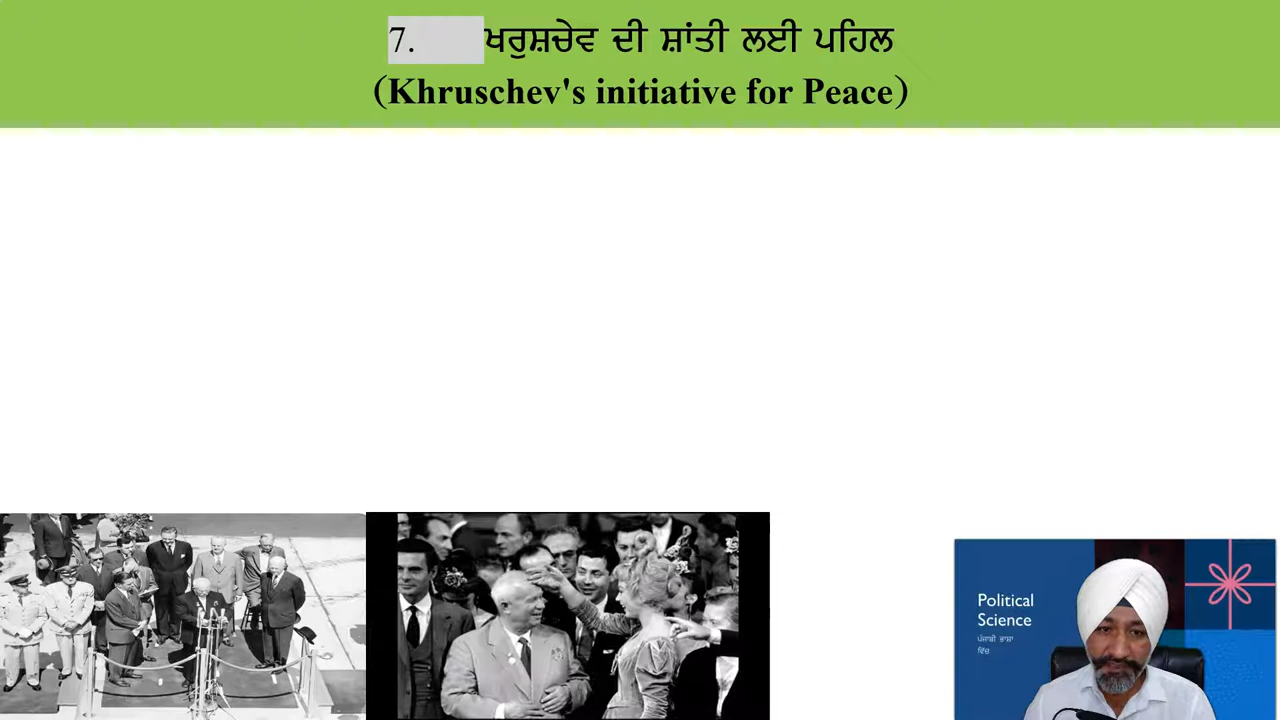 7. ਖਰੁਸ਼ਚੇਵ ਦੀ ਸ਼ਾਂਤੀ ਲਈ ਪਹਿਲ
(Khruschev's initiative for Peace)
Political
Science
ਪੰਜਾਬੀ ਭਾਸ਼ਾ
ਵਿੱਚ